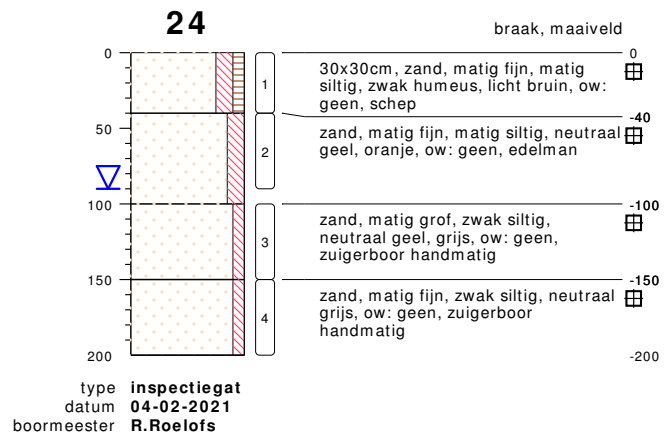 24
braak, maaiveld
0
0
1
30x30cm, zand, matig fijn, matig
siltig, zwak humeus, licht bruin, ow:
geen, schep
-40
50
2
zand, matig fijn, matig siltig, neutraal
geel, oranje, ow: geen, edelman
100
-100
3
zand, matig grof, zwak siltig,
neutraal geel, grijs, ow: geen,
zuigerboor handmatig
150
-150
4
zand, matig fijn, zwak siltig, neutraal
grijs, ow: geen, zuigerboor
handmatig
200
-200
type inspectiegat
datum 04-02-2021
boormeester R.Roelofs